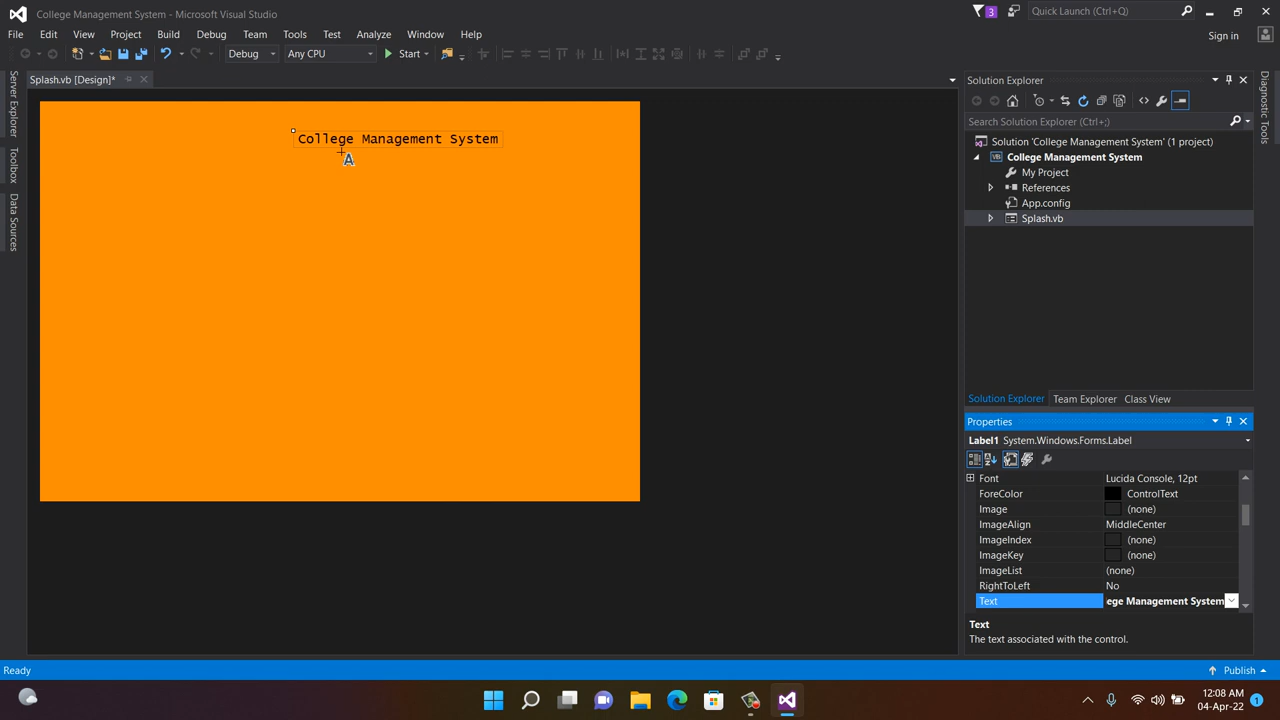 College Management System - Microsoft Visual Studio
3
Quick Launch (Ctrl+Q)
File Edit View Project Build Debug Team Tools Test Analyze Window Help
Sign in
Debug Any CPU Start
Splash.vb [Design]*
Server Explorer
Toolbox
Data Sources
College Management System
A
Solution Explorer
Search Solution Explorer (Ctrl+;)
Solution 'College Management System' (1 project)
VB College Management System
My Project
References
App.config
Splash.vb
Solution Explorer Team Explorer Class View
Diagnostic Tools
Properties
Label1 System.Windows.Forms.Label
Font Lucida Console, 12pt
ForeColor ControlText
Image (none)
ImageAlign MiddleCenter
ImageIndex (none)
ImageKey (none)
ImageList (none)
RightToLeft No
Text ege Management System
Text
The text associated with the control.
Ready
Publish
12:08 AM
04-Apr-22
1